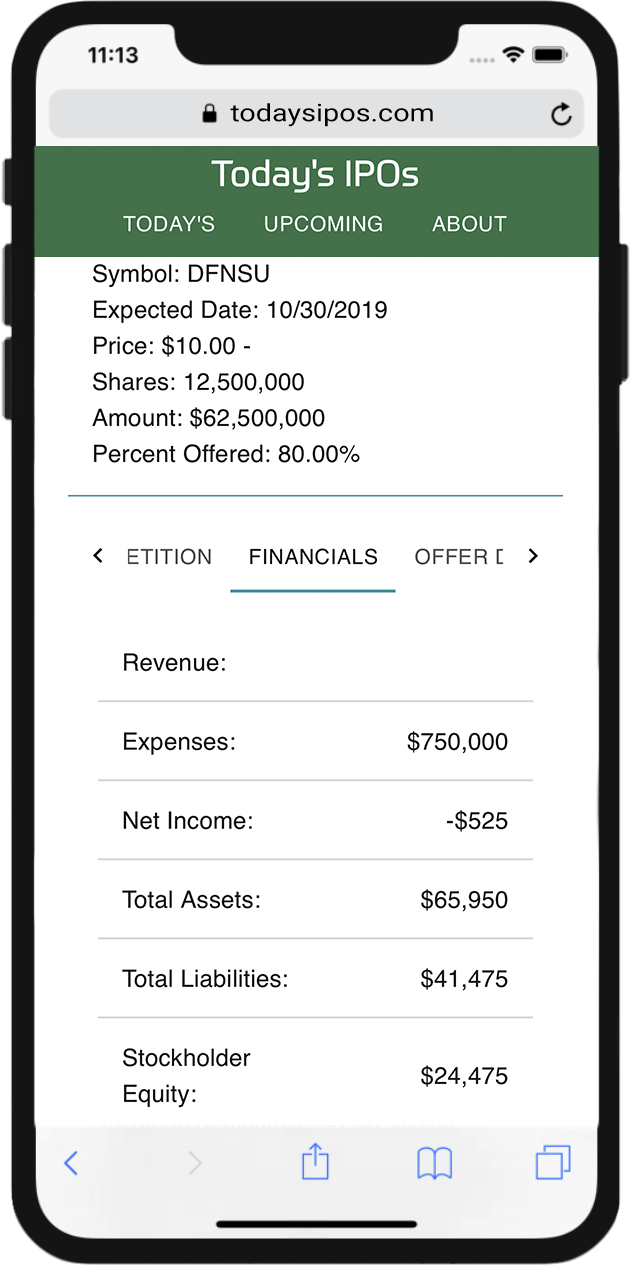 11:13
todaysipos.com
Today's IPOs
TODAY'S UPCOMING ABOUT
Symbol: DFNSU
Expected Date: 10/30/2019
Price: $10.00 -
Shares: 12,500,000
Amount: $62,500,000
Percent Offered: 80.00%
ETITION FINANCIALS OFFER D
Revenue:
Expenses: $750,000
Net Income: -$525
Total Assets: $65,950
Total Liabilities: $41,475
Stockholder
Equity: $24,475